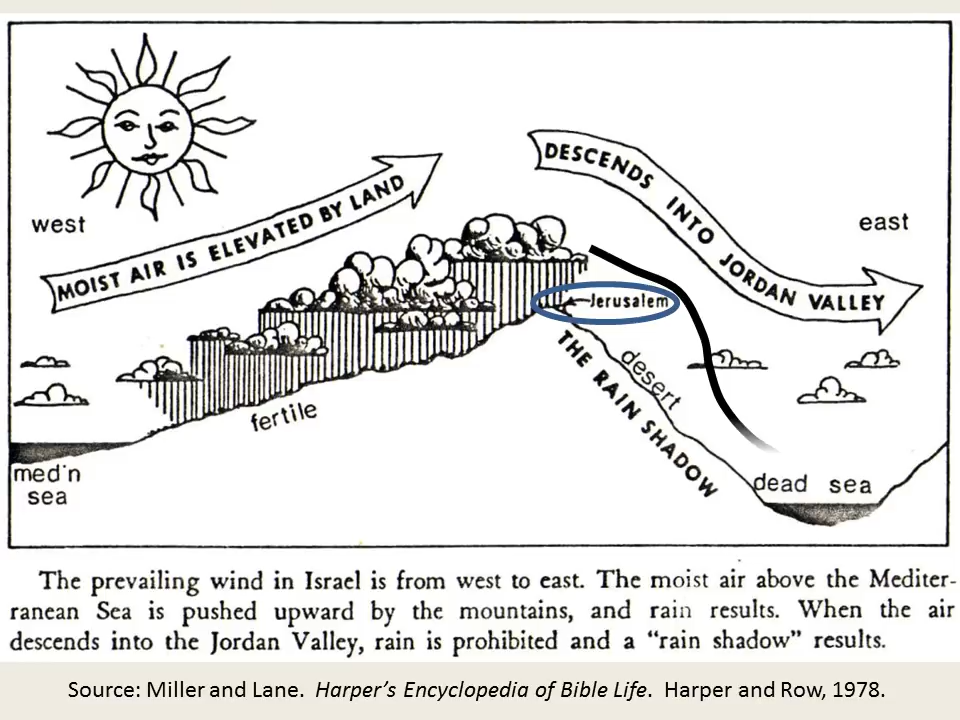 west
MOIST AIR IS ELEVATED BY LAND
DESCENDS INTO JORDAN VALLEY
east
Jerusalem
THE RAIN SHADOW
desert
fertile
med'n
sea
dead sea
The prevailing wind in Israel is from west to east. The moist air above the Mediter-
ranean Sea is pushed upward by the mountains, and rain results. When the air
descends into the Jordan Valley, rain is prohibited and a “rain shadow” results.
Source: Miller and Lane. Harper’s Encyclopedia of Bible Life. Harper and Row, 1978.